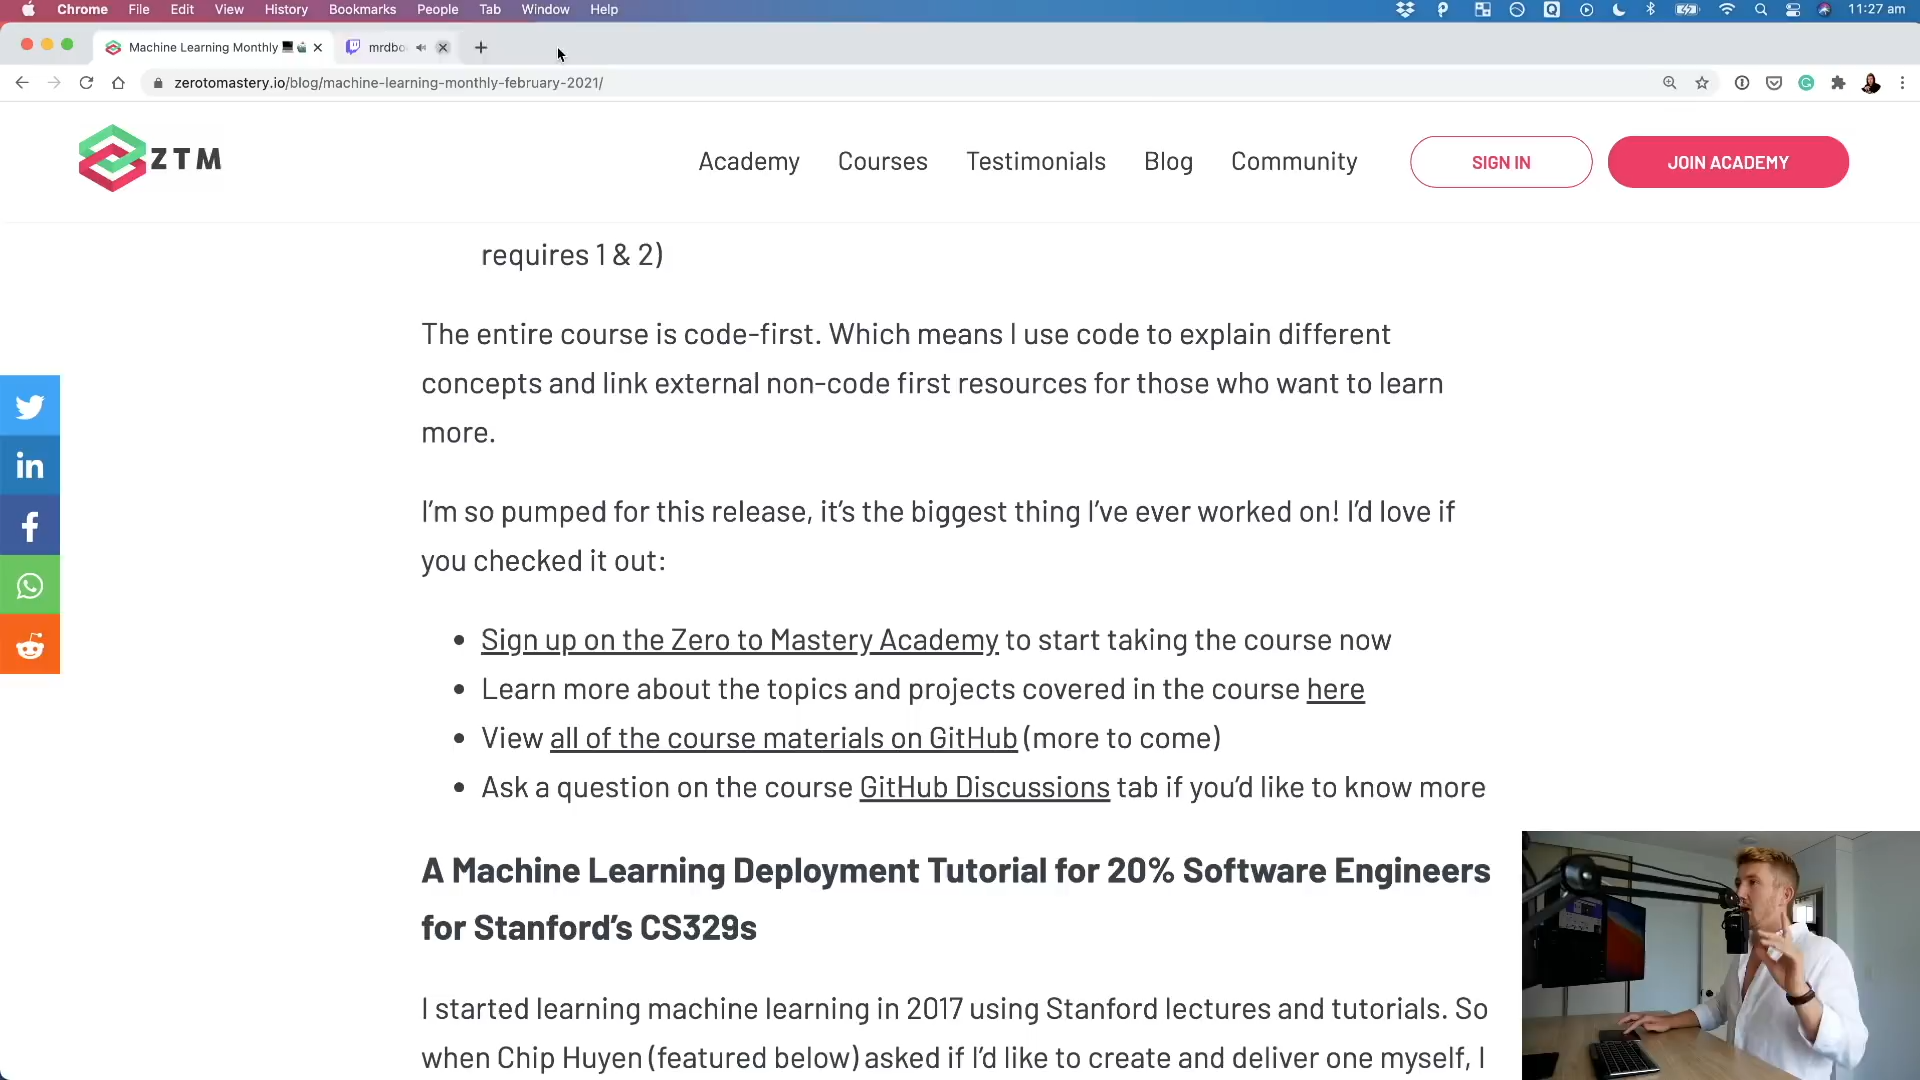 Chrome File Edit View History Bookmarks People Tab Window Help 11:27 am
Machine Learning Monthly mrdbo
zerotomastery.io/blog/machine-learning-monthly-february-2021/
ZTM Academy Courses Testimonials Blog Community SIGN IN JOIN ACADEMY
requires 1 & 2)
The entire course is code-first. Which means I use code to explain different
concepts and link external non-code first resources for those who want to learn
more.
I’m so pumped for this release, it’s the biggest thing I’ve ever worked on! I’d love if
you checked it out:
• Sign up on the Zero to Mastery Academy to start taking the course now
• Learn more about the topics and projects covered in the course here
• View all of the course materials on GitHub (more to come)
• Ask a question on the course GitHub Discussions tab if you’d like to know more
A Machine Learning Deployment Tutorial for 20% Software Engineers
for Stanford’s CS329s
I started learning machine learning in 2017 using Stanford lectures and tutorials. So
when Chip Huyen (featured below) asked if I’d like to create and deliver one myself, I